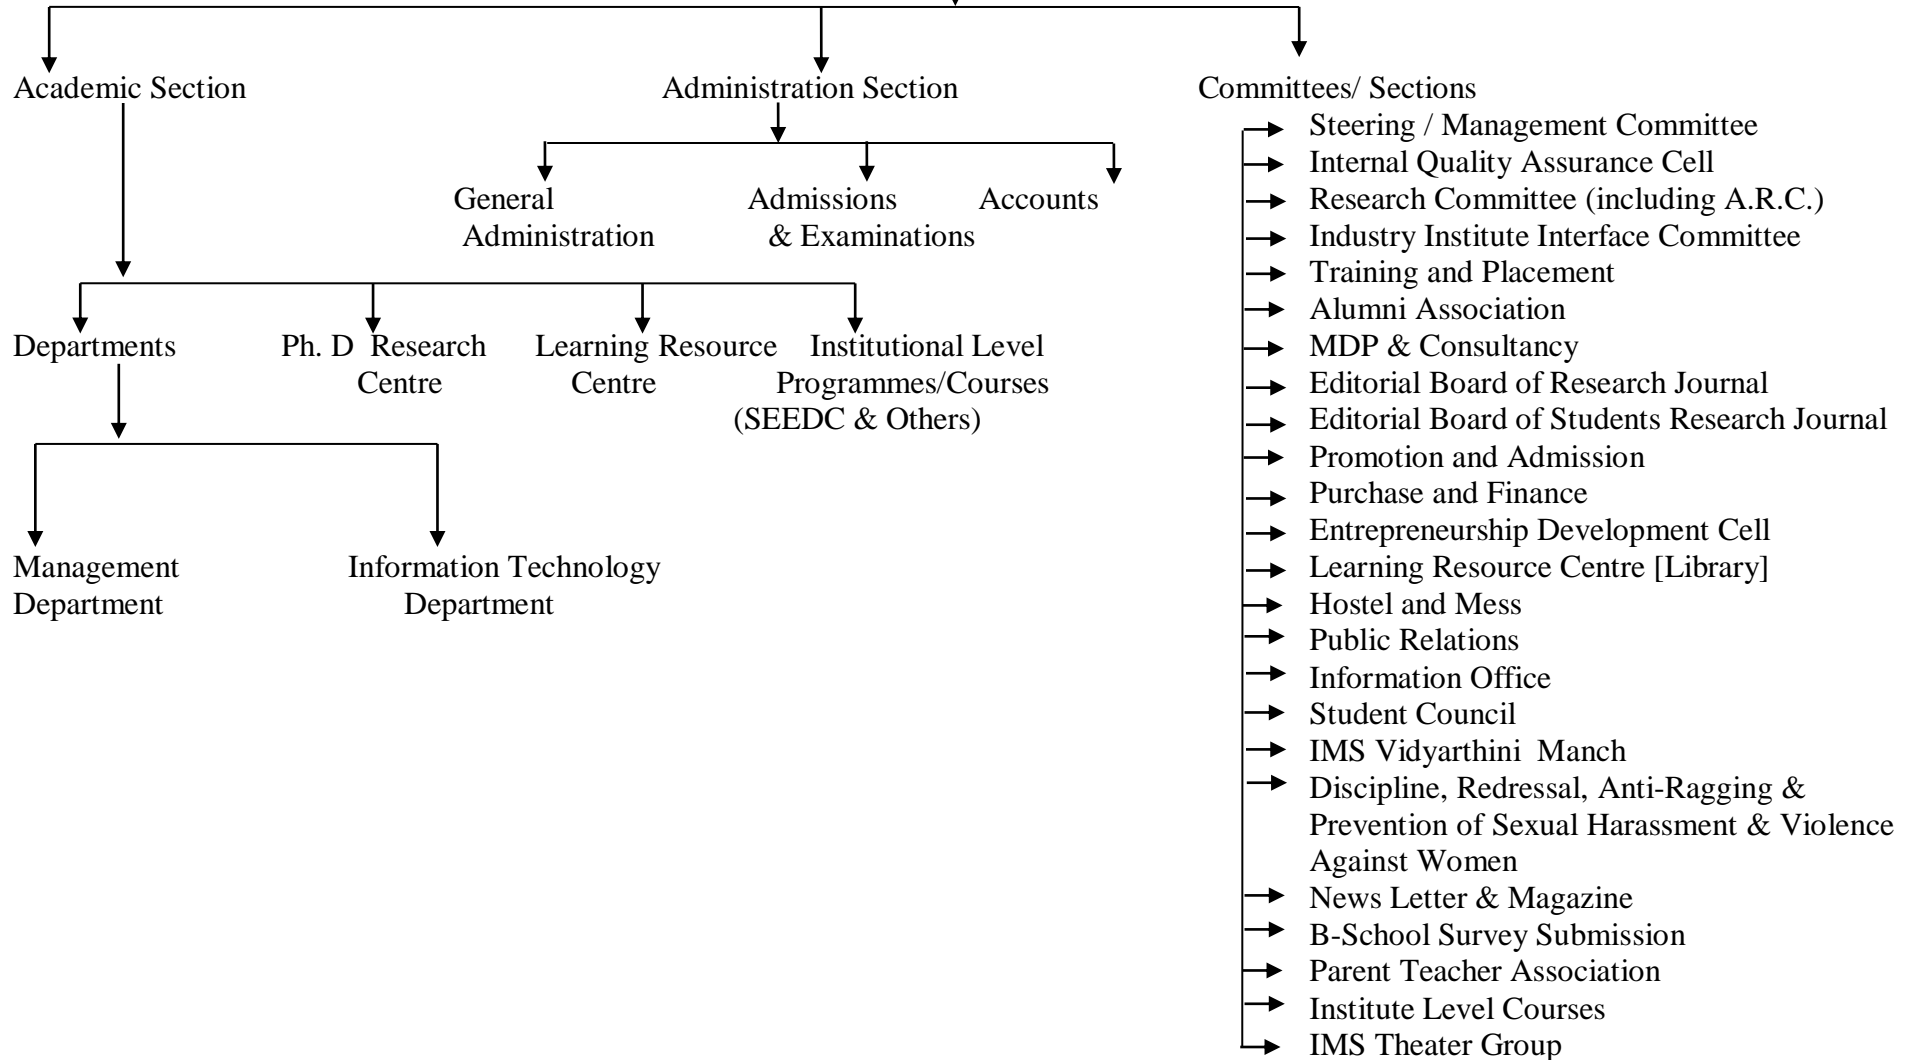 Academic Section
Administration Section
Committees/ Sections
General
Administration
Admissions
& Examinations
Accounts
Departments
Ph. D Research
Centre
Learning Resource
Centre
Institutional Level
Programmes/Courses
(SEEDC & Others)
Management
Department
Information Technology
Department
Steering / Management Committee
Internal Quality Assurance Cell
Research Committee (including A.R.C.)
Industry Institute Interface Committee
Training and Placement
Alumni Association
MDP & Consultancy
Editorial Board of Research Journal
Editorial Board of Students Research Journal
Promotion and Admission
Purchase and Finance
Entrepreneurship Development Cell
Learning Resource Centre [Library]
Hostel and Mess
Public Relations
Information Office
Student Council
IMS Vidyarthini Manch
Discipline, Redressal, Anti-Ragging &
Prevention of Sexual Harassment & Violence
Against Women
News Letter & Magazine
B-School Survey Submission
Parent Teacher Association
Institute Level Courses
IMS Theater Group